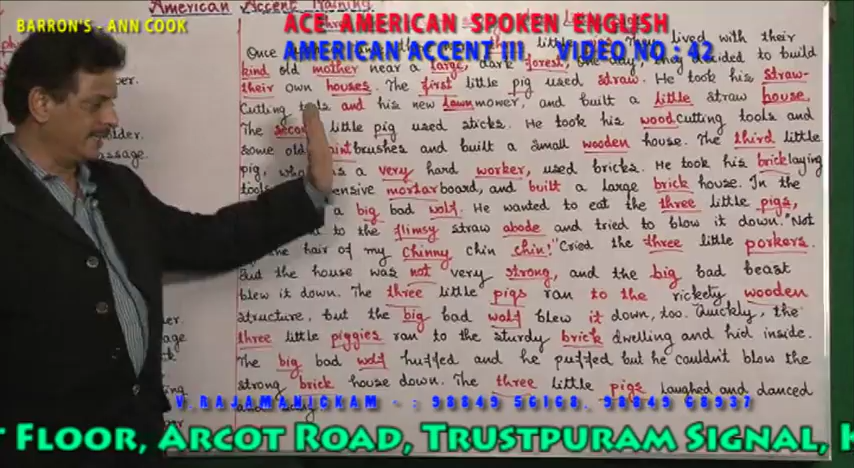 American Accent Training
BARRON'S - ANN COOK
ACE AMERICAN SPOKEN ENGLISH
AMERICAN ACCENT III, VIDEO NO : 42
Once little lived with their
kind old mother near a large, dark forest, one day, they decided to build
their own houses. The first little pig used straw. He took his straw-
Cutting tools and his new lawnmower, and built a little straw house.
The little pig used sticks. He took his woodcutting tools and
some old brushes and built a small wooden house. The third little
pig, a very hard worker, used bricks. He took his bricklaying
mortarboard, and built a large brick house. In the
a big bad wolf. He wanted to eat the three little pigs,
to the flimsy straw abode and tried to blow it down. "Not
the hair of my chinny chin chin!" Cried the three little porkers.
But the house was not very strong, and the big bad beast
blew it down. The three little pigs ran to the rickety wooden
structure, but the big bad wolf blew it down, too. Quickly, the
three little piggies ran to the sturdy brick dwelling and hid inside.
The big bad wolf huffed and he puffed but he couldn't blow the
strong brick house down. The three little pigs laughed and danced
V. RAJAMANICKAM - : 98849 56168, 98849 68937
FLOOR, ARCOT ROAD, TRUSTPURAM SIGNAL, K